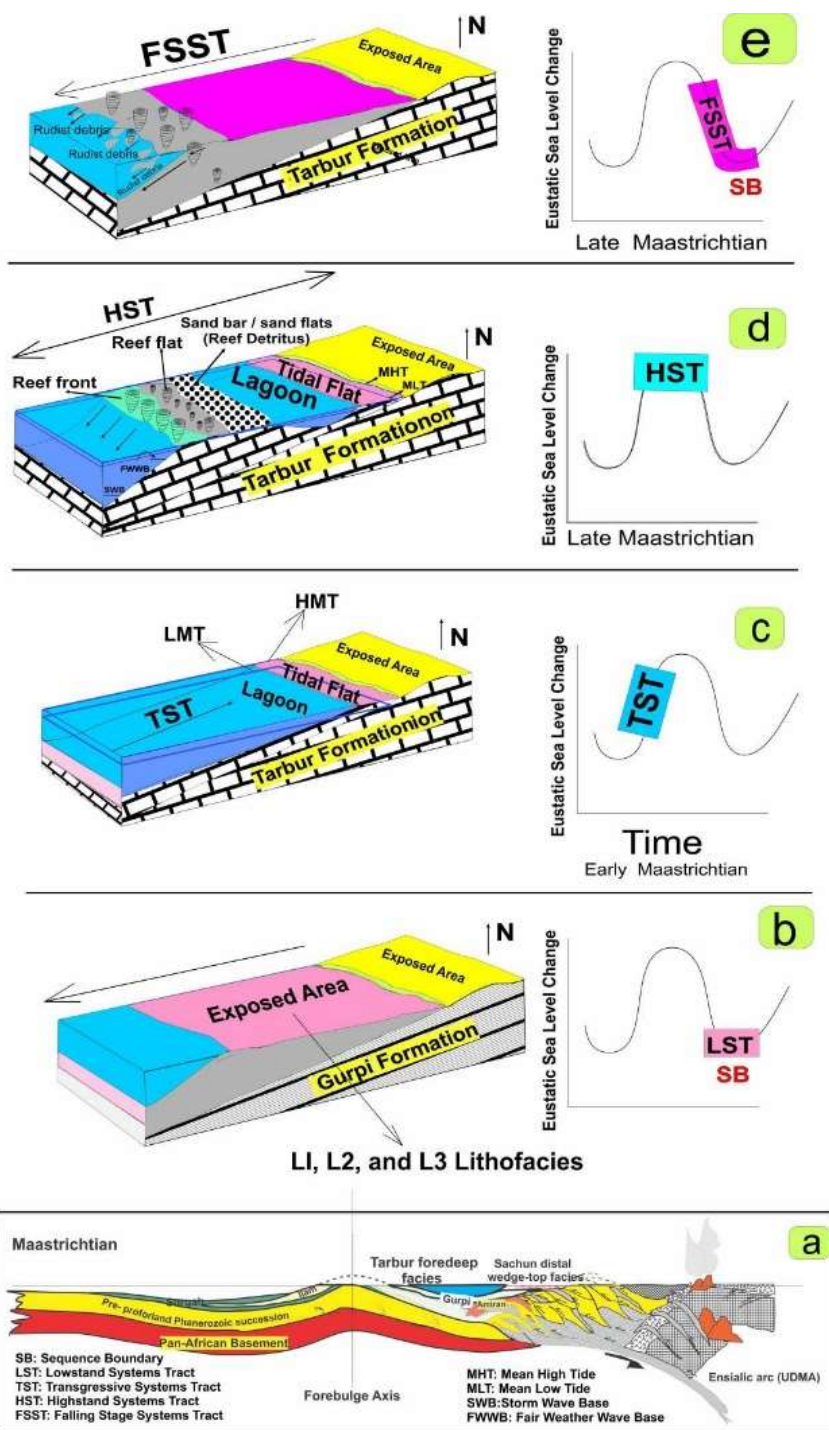 FSST
Exposed Area
N
Rudist debris
Rudist debris
Rudist debris
Tarbur Formation
e
Eustatic Sea Level Change
FSST
SB
Late Maastrichtian
HST
Sand bar / sand flats
(Reef Detritus)
Reef flat
Reef front
Lagoon
Tidal Flat
Exposed Area
MHT
MLT
N
FWWB
SWB
Tarbur Formationon
d
Eustatic Sea Level Change
HST
Late Maastrichtian
HMT
LMT
N
Exposed Area
Tidal Flat
Lagoon
TST
Tarbur Formationion
c
Eustatic Sea Level Change
TST
Time
Early Maastrichtian
N
Exposed Area
Exposed Area
Gurpi Formation
LI, L2, and L3 Lithofacies
b
Eustatic Sea Level Change
LST
SB
Maastrichtian
a
Tarbur foredeep
facies
Sachun distal
wedge-top facies
Gurpi
Amiran
Pre- proforland Phanerozoic succession
Pan-African Basement
SB: Sequence Boundary
LST: Lowstand Systems Tract
TST: Transgressive Systems Tract
HST: Highstand Systems Tract
FSST: Falling Stage Systems Tract
Forebulge Axis
MHT: Mean High Tide
MLT: Mean Low Tide
SWB:Storm Wave Base
FWWB: Fair Weather Wave Base
Ensialic arc (UDMA)